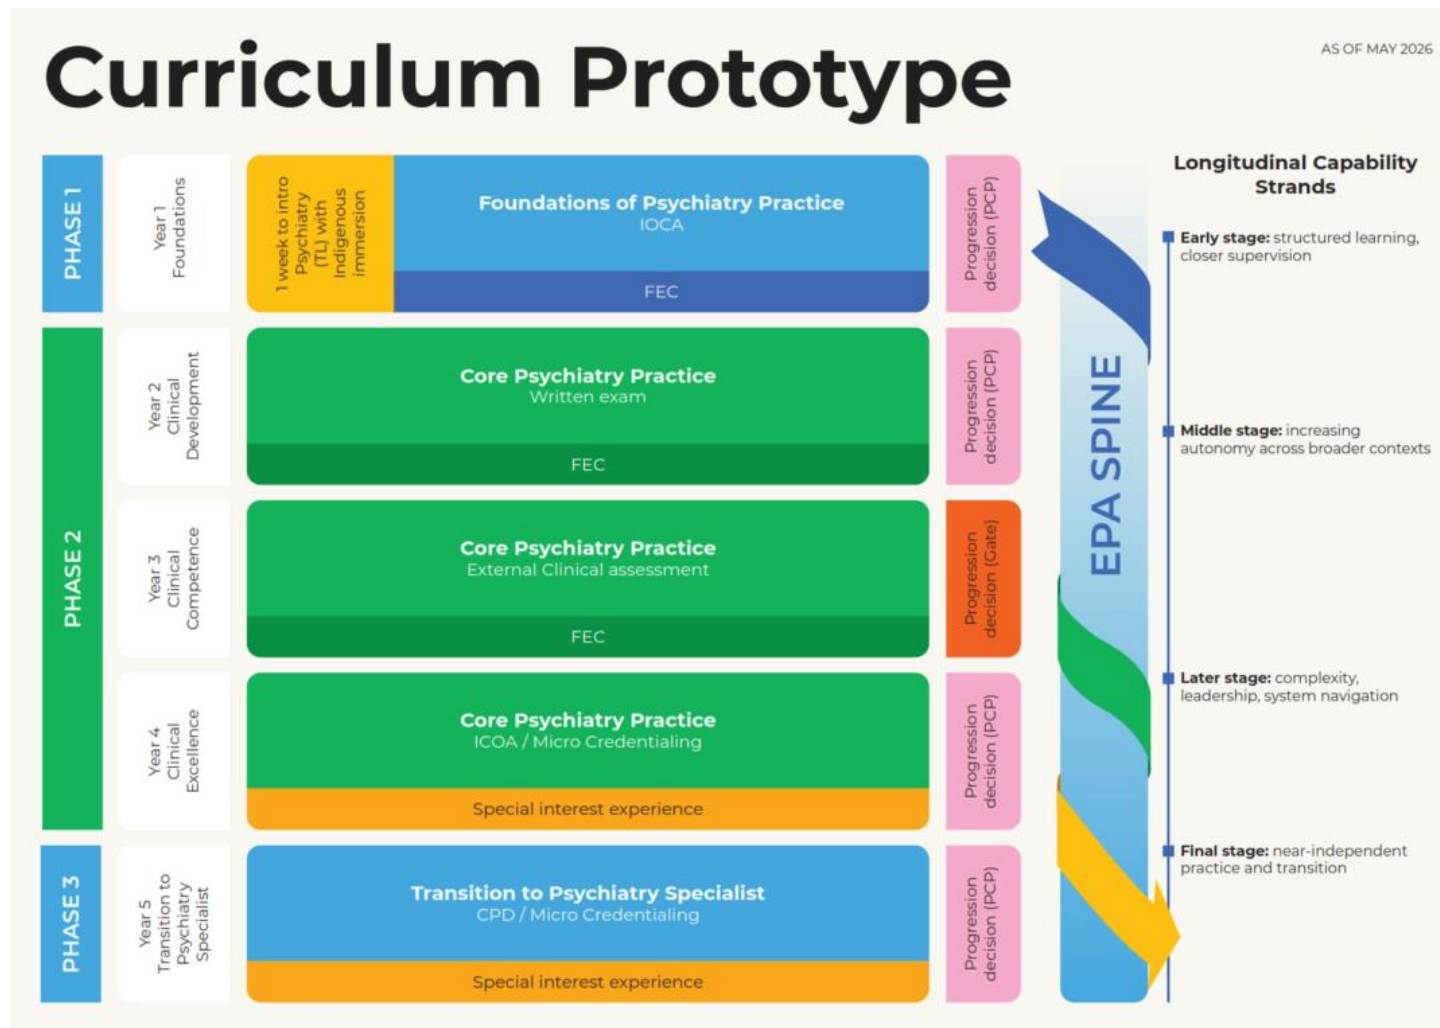 Curriculum Prototype
AS OF MAY 2026
PHASE 1
Year 1
Foundations
1 week to intro
Psychiatry
(TL) with
Indigenous
immersion
Foundations of Psychiatry Practice
IOCA
FEC
Progression
decision (PCP)
PHASE 2
Year 2
Clinical
Development
Core Psychiatry Practice
Written exam
FEC
Progression
decision (PCP)
Year 3
Clinical
Competence
Core Psychiatry Practice
External Clinical assessment
FEC
Progression
decision (Gate)
Year 4
Clinical
Excellence
Core Psychiatry Practice
ICOA / Micro Credentialing
Special interest experience
Progression
decision (PCP)
PHASE 3
Year 5
Transition to
Psychiatry
Specialist
Transition to Psychiatry Specialist
CPD / Micro Credentialing
Special interest experience
Progression
decision (PCP)
EPA SPINE
Longitudinal Capability
Strands
Early stage: structured learning,
closer supervision
Middle stage: increasing
autonomy across broader contexts
Later stage: complexity,
leadership, system navigation
Final stage: near-independent
practice and transition